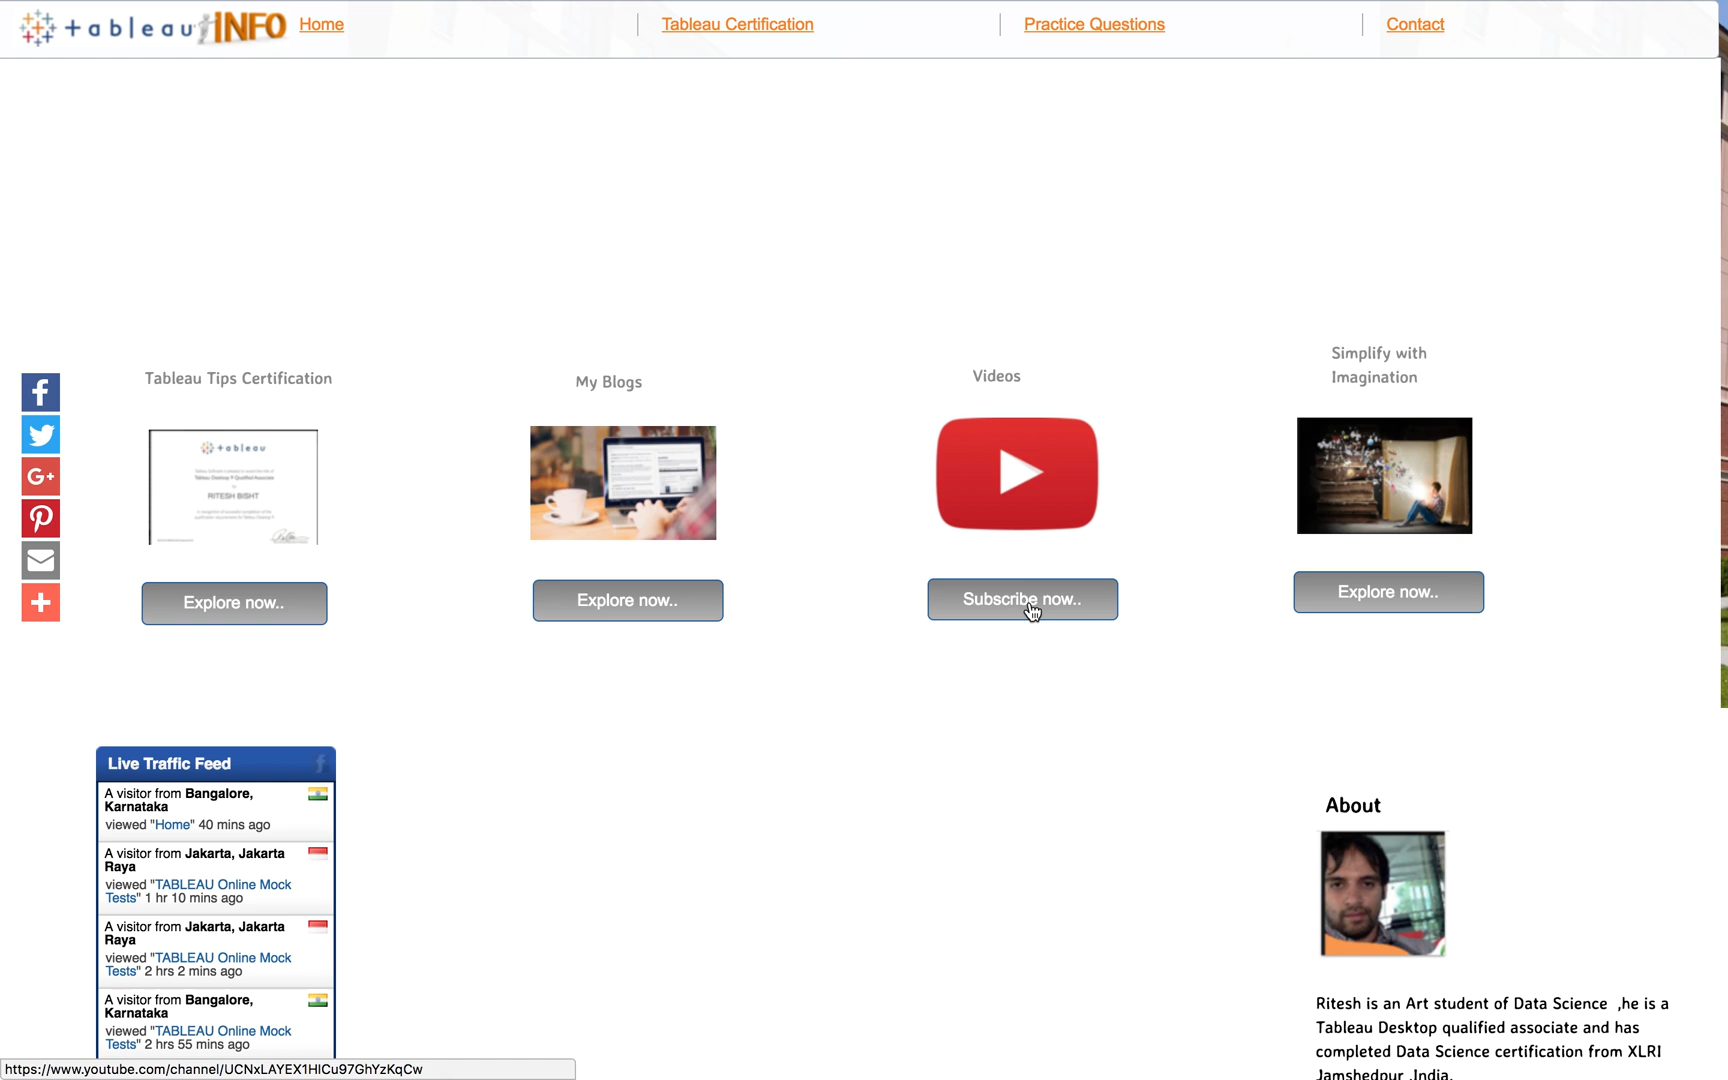 + a b l e a u INFO
Home
Tableau Certification
Practice Questions
Contact
Tableau Tips Certification
My Blogs
Videos
Simplify with
Imagination
+ a b l e a u
RITESH BISHT
Explore now..
Explore now..
Subscribe now..
Explore now..
G+
Live Traffic Feed
A visitor from Bangalore,
Karnataka
viewed "Home" 40 mins ago
A visitor from Jakarta, Jakarta
Raya
viewed "TABLEAU Online Mock
Tests" 1 hr 10 mins ago
A visitor from Jakarta, Jakarta
Raya
viewed "TABLEAU Online Mock
Tests" 2 hrs 2 mins ago
A visitor from Bangalore,
Karnataka
viewed "TABLEAU Online Mock
Tests" 2 hrs 55 mins ago
About
Ritesh is an Art student of Data Science ,he is a
Tableau Desktop qualified associate and has
completed Data Science certification from XLRI
Jamshedpur ,India.
https://www.youtube.com/channel/UCNxLAYEX1HICu97GhYzKqCw